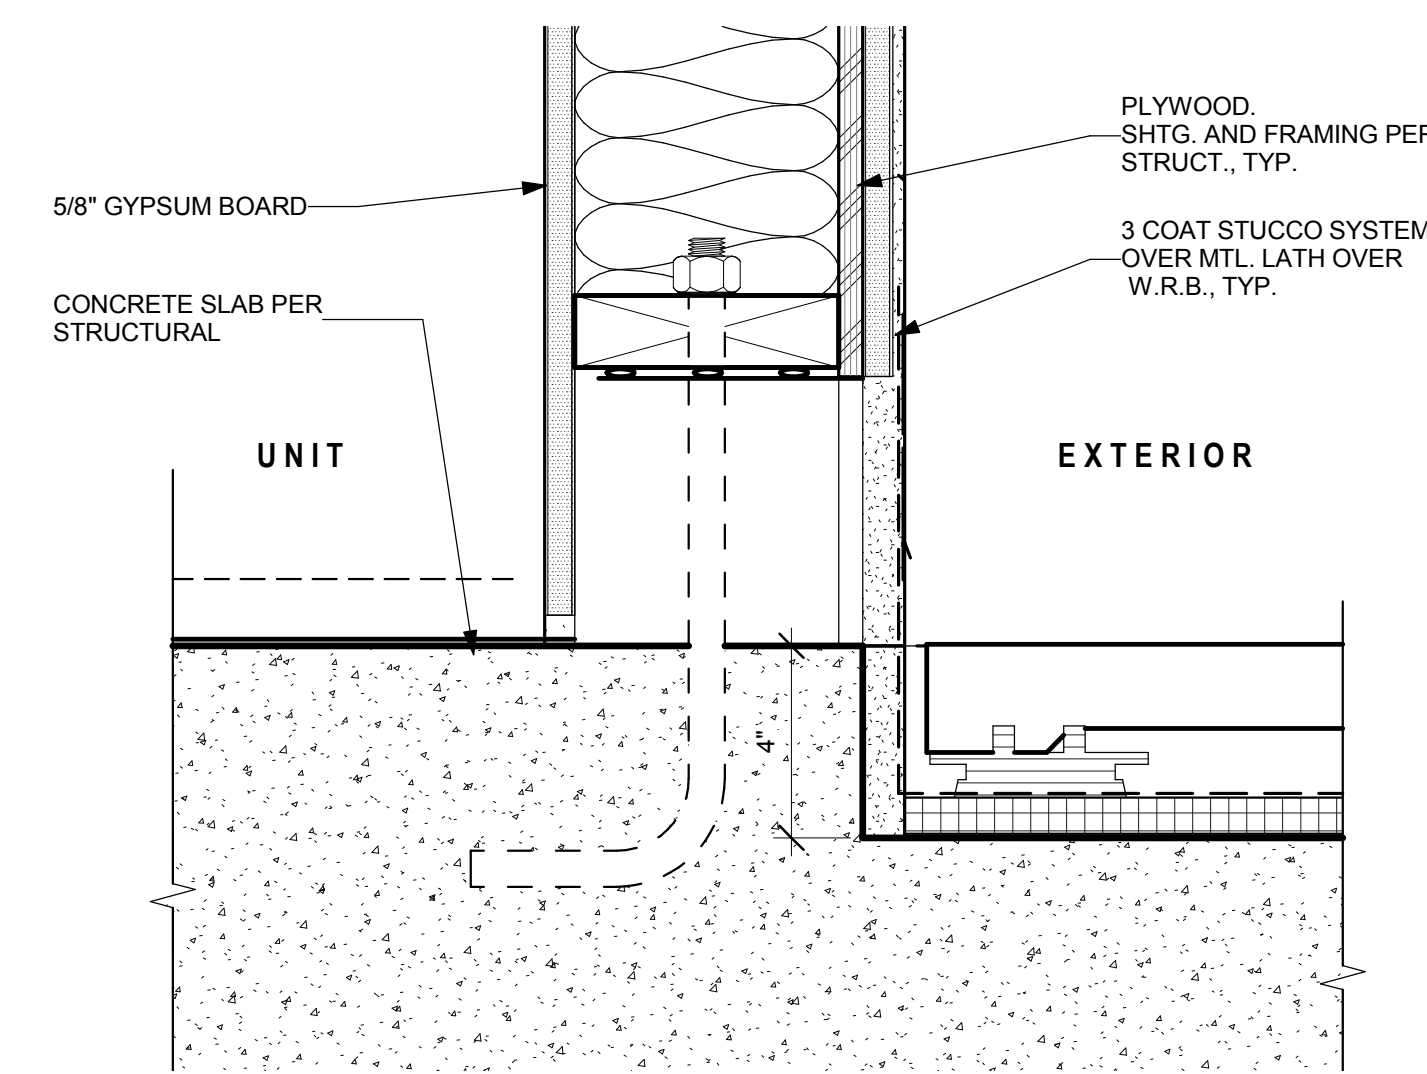 PLYWOOD.
SHTG. AND FRAMING PER
STRUCT., TYP.
5/8" GYPSUM BOARD
3 COAT STUCCO SYSTEM
OVER MTL. LATH OVER
W.R.B., TYP.
CONCRETE SLAB PER
STRUCTURAL
UNIT
EXTERIOR
4"